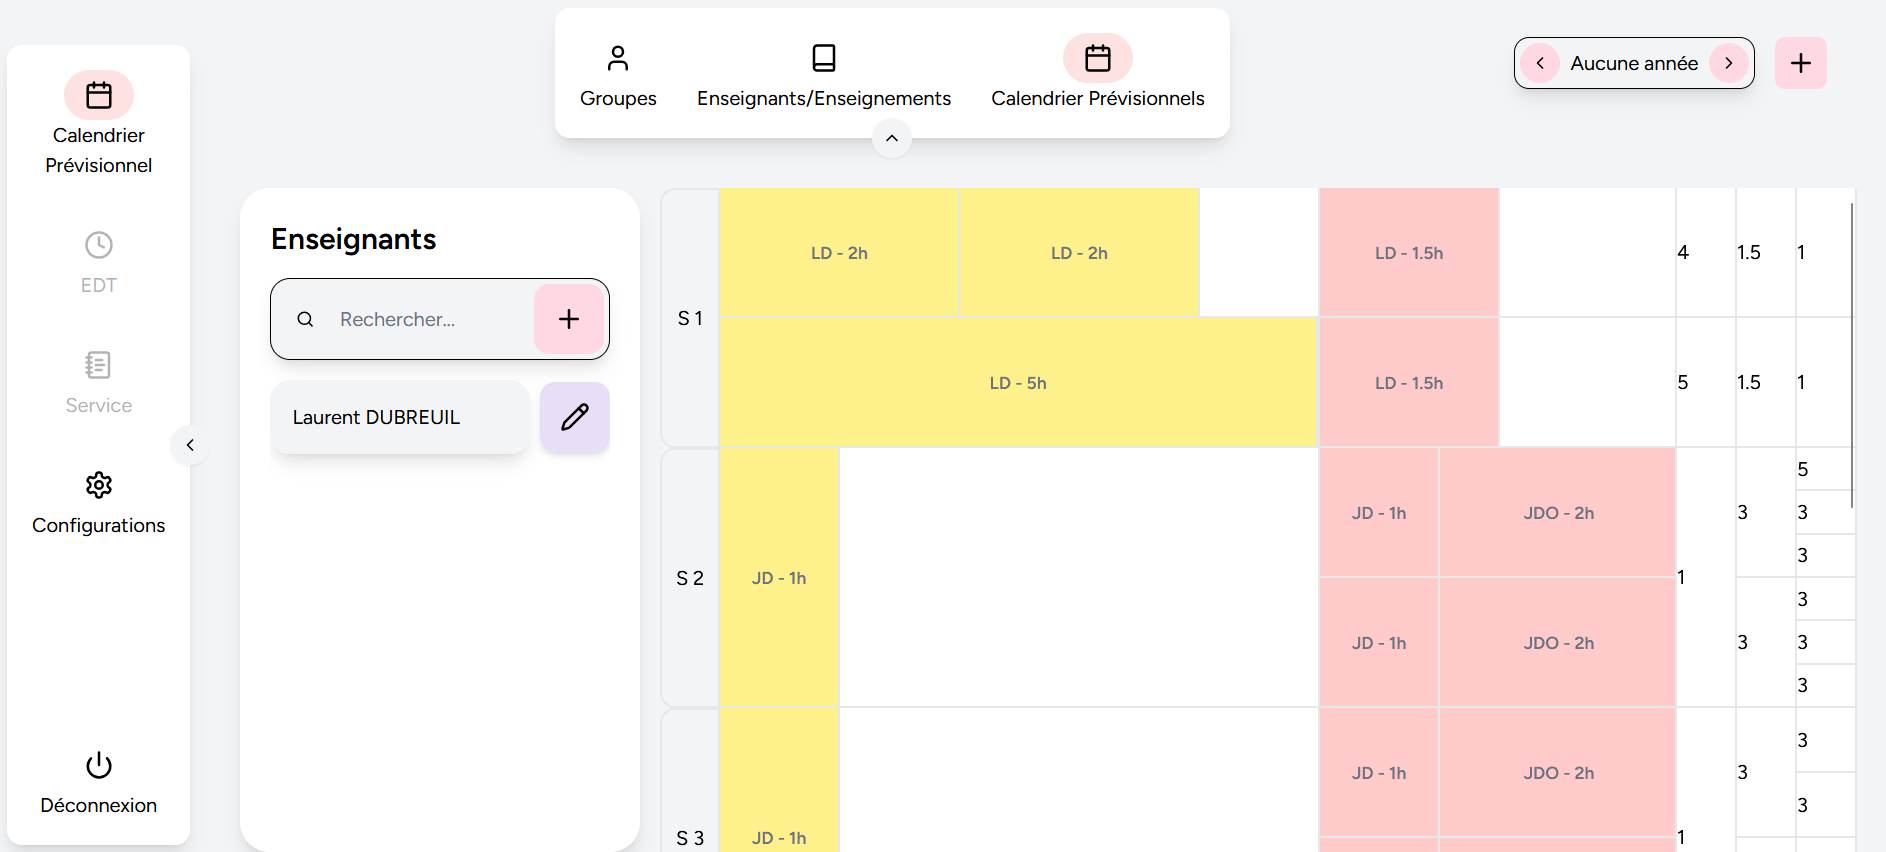 Calendrier
Prévisionnel
EDT
Service
Configurations
Déconnexion
Groupes
Enseignants/Enseignements
Calendrier Prévisionnels
Aucune année
Enseignants
Rechercher...
Laurent DUBREUIL
S 1
LD - 2h
LD - 2h
LD - 1.5h
4
1.5
1
LD - 5h
LD - 1.5h
5
1.5
1
S 2
JD - 1h
JD - 1h
JDO - 2h
1
3
5
3
3
JD - 1h
JDO - 2h
3
3
3
3
S 3
JD - 1h
JD - 1h
JDO - 2h
1
3
3
3